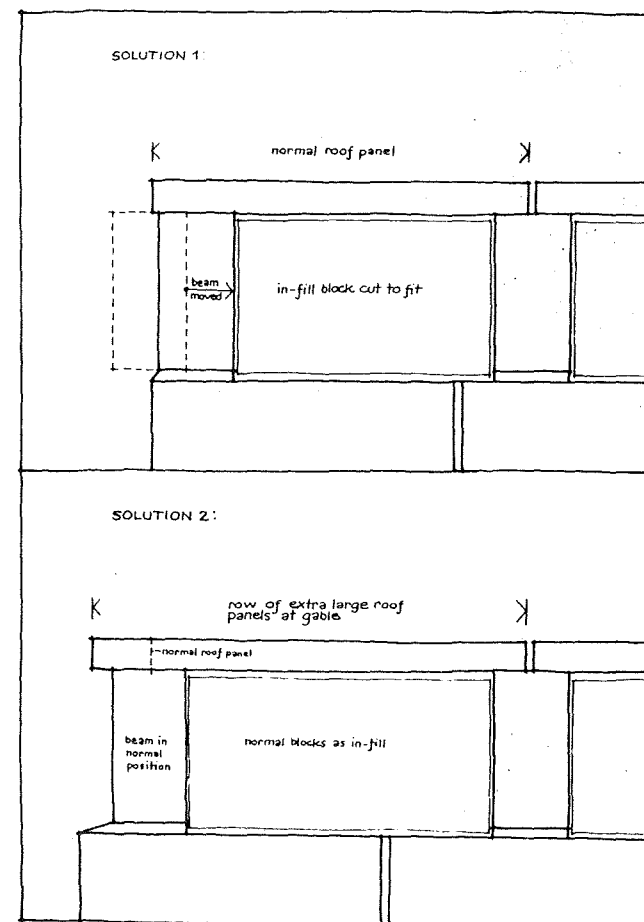 SOLUTION 1:
normal roof panel
beam
moved
in-fill block cut to fit
SOLUTION 2:
row of extra large roof
panels at gable
normal roof panel
beam in
normal
position
normal blocks as in-fill